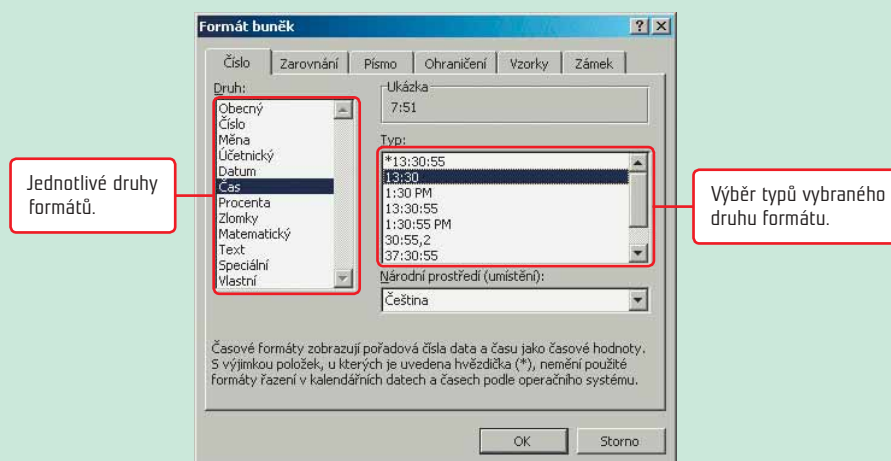 Formát buněk
Číslo
Zarovnání
Písmo
Ohraničení
Vzorky
Zámek
Druh:
Obecný
Číslo
Měna
Účetnický
Datum
Čas
Procenta
Zlomky
Matematický
Text
Speciální
Vlastní
Ukázka
7:51
Typ:
*13:30:55
13:30
1:30 PM
13:30:55
1:30:55 PM
30:55,2
37:30:55
Národní prostředí (umístění):
Čeština
Časové formáty zobrazují pořadová čísla data a času jako časové hodnoty.
S výjimkou položek, u kterých je uvedena hvězdička (*), nemění použité
formáty řazení v kalendářních datech a časech podle operačního systému.
OK
Storno
Jednotlivé druhy
formátů.
Výběr typů vybraného
druhu formátu.